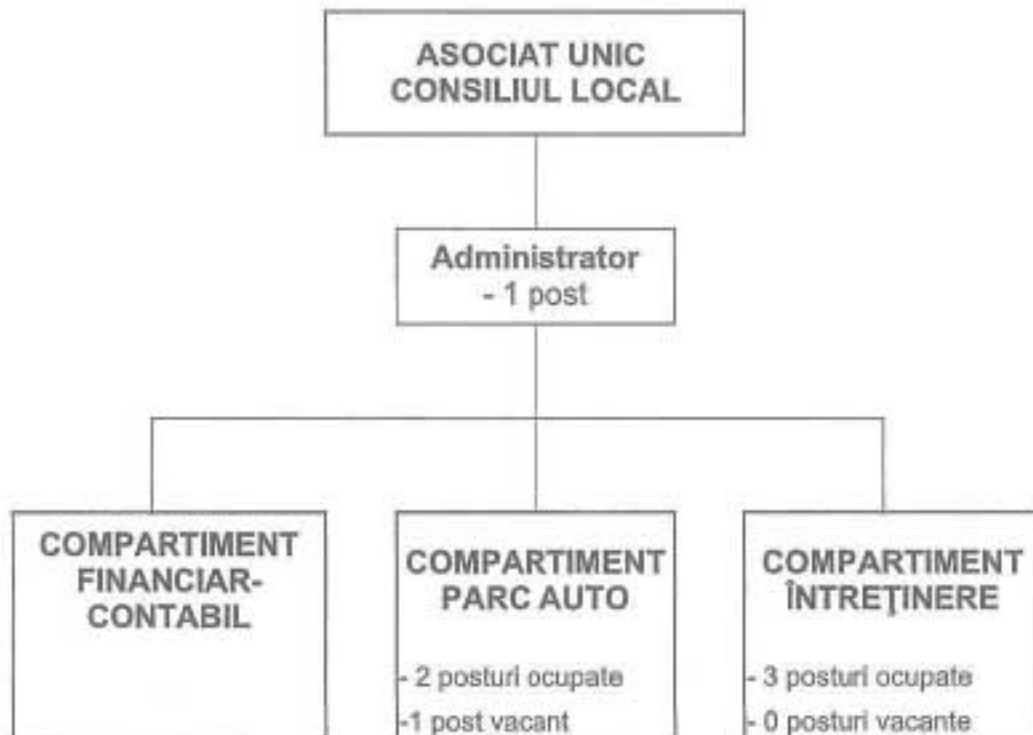 ASOCIAT UNIC
CONSILIUL LOCAL
Administrator
- 1 post
COMPARTIMENT
FINANCIAR-
CONTABIL
COMPARTIMENT
PARC AUTO
- 2 posturi ocupate
-1 post vacant
COMPARTIMENT
ÎNTREŢINERE
- 3 posturi ocupate
- 0 posturi vacante